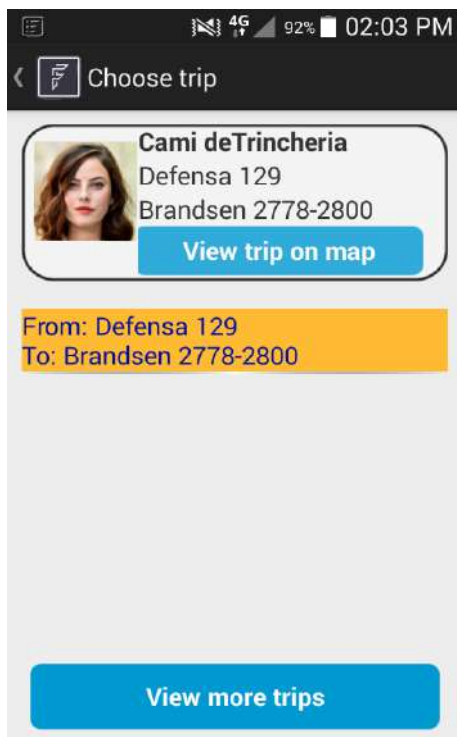 4G 92% 02:03 PM
Choose trip
Cami deTrincheria
Defensa 129
Brandsen 2778-2800
View trip on map
From: Defensa 129
To: Brandsen 2778-2800
View more trips